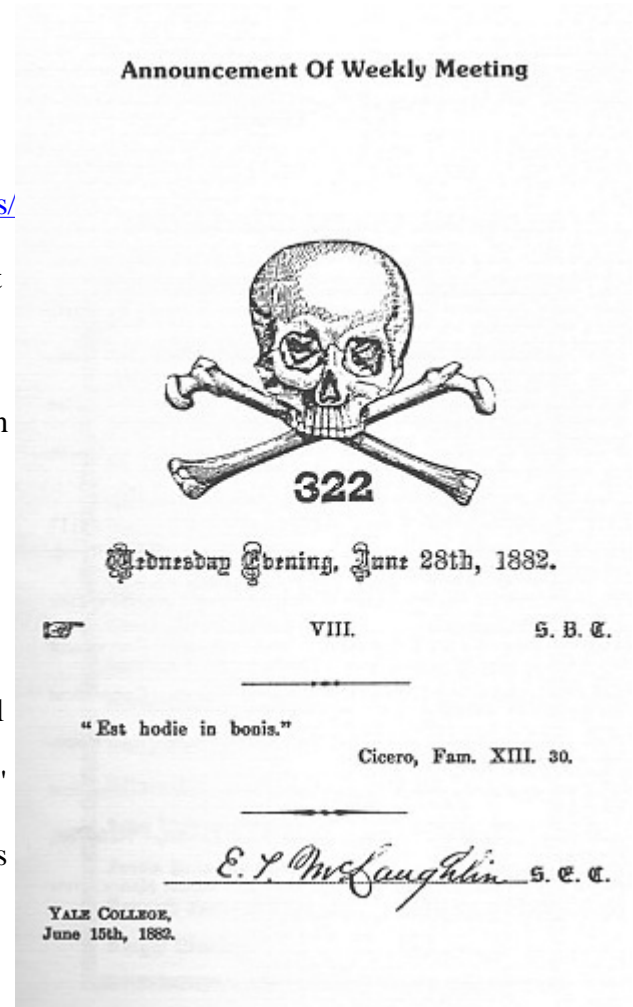 Announcement Of Weekly Meeting
s/
t
n
322
Wednesday Evening, June 28th, 1882.
VIII. S. B. T.
l
"Est hodie in bonis."
Cicero, Fam. XIII. 30.
'
s
E. T. McLaughlin S. E. C.
YALE COLLEGE,
June 15th, 1882.